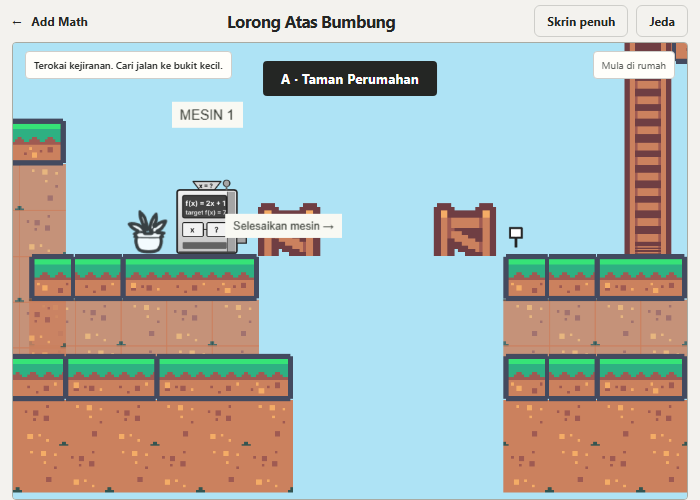 ← Add Math
Lorong Atas Bumbung
Skrin penuh
Jeda
Terokai kejiranan. Cari jalan ke bukit kecil.
A · Taman Perumahan
Mula di rumah
MESIN 1
x = ?
f(x) = 2x + 1
target f(x) =
x
?
Selesaikan mesin →